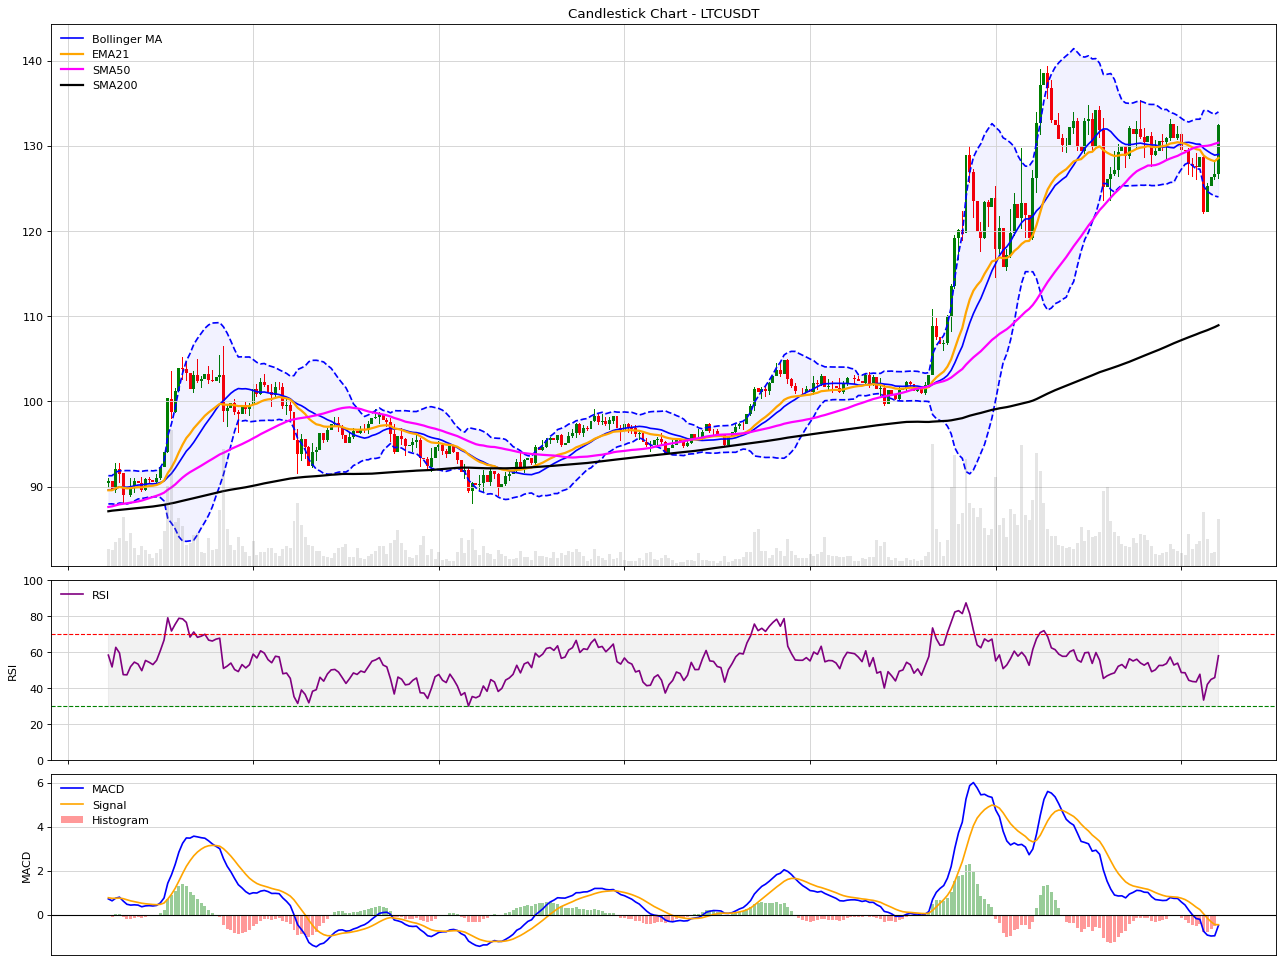 Candlestick Chart - LTCUSDT
Bollinger MA
EMA21
SMA50
SMA200
140
130
120
110
100
90
RSI
100
80
60
40
20
0
RSI
MACD
Signal
Histogram
6
4
2
0
MACD